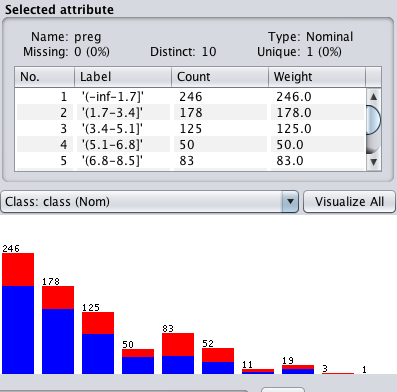 Selected attribute
Name: preg Type: Nominal
Missing: 0 (0%) Distinct: 10 Unique: 1 (0%)
No. Label Count Weight
1 '(-inf-1.7]' 246 246.0
2 '(1.7-3.4]' 178 178.0
3 '(3.4-5.1]' 125 125.0
4 '(5.1-6.8]' 50 50.0
5 '(6.8-8.5]' 83 83.0
Class: class (Nom) Visualize All
246
178
125
50
83
52
11
19
3
1